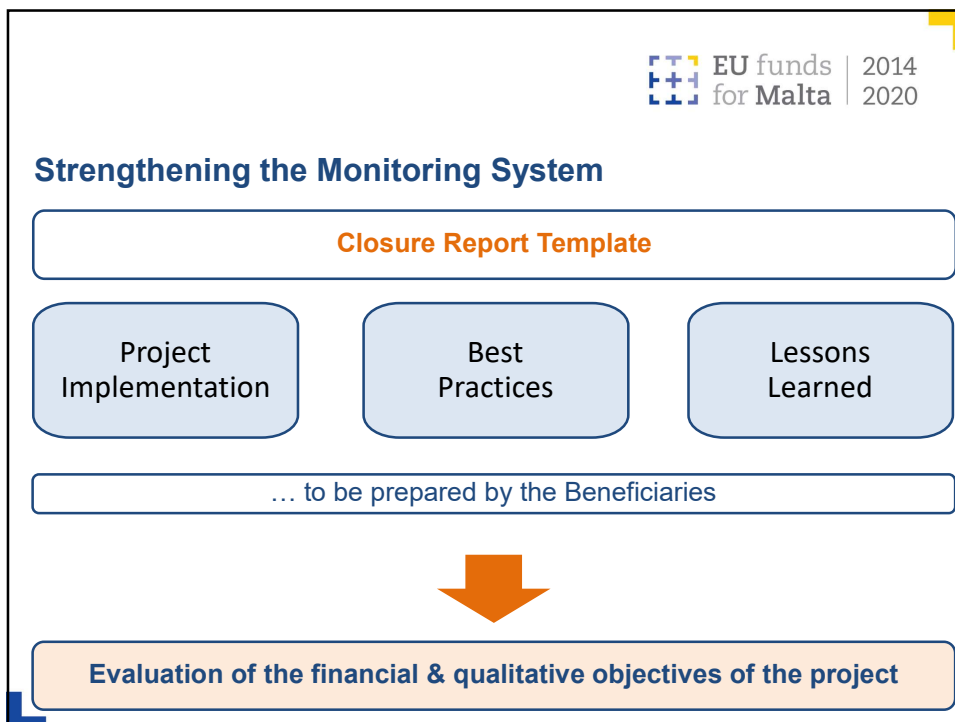 EU funds | 2014
for Malta | 2020
Strengthening the Monitoring System
Closure Report Template
Project
Implementation
Best
Practices
Lessons
Learned
… to be prepared by the Beneficiaries
Evaluation of the financial & qualitative objectives of the project